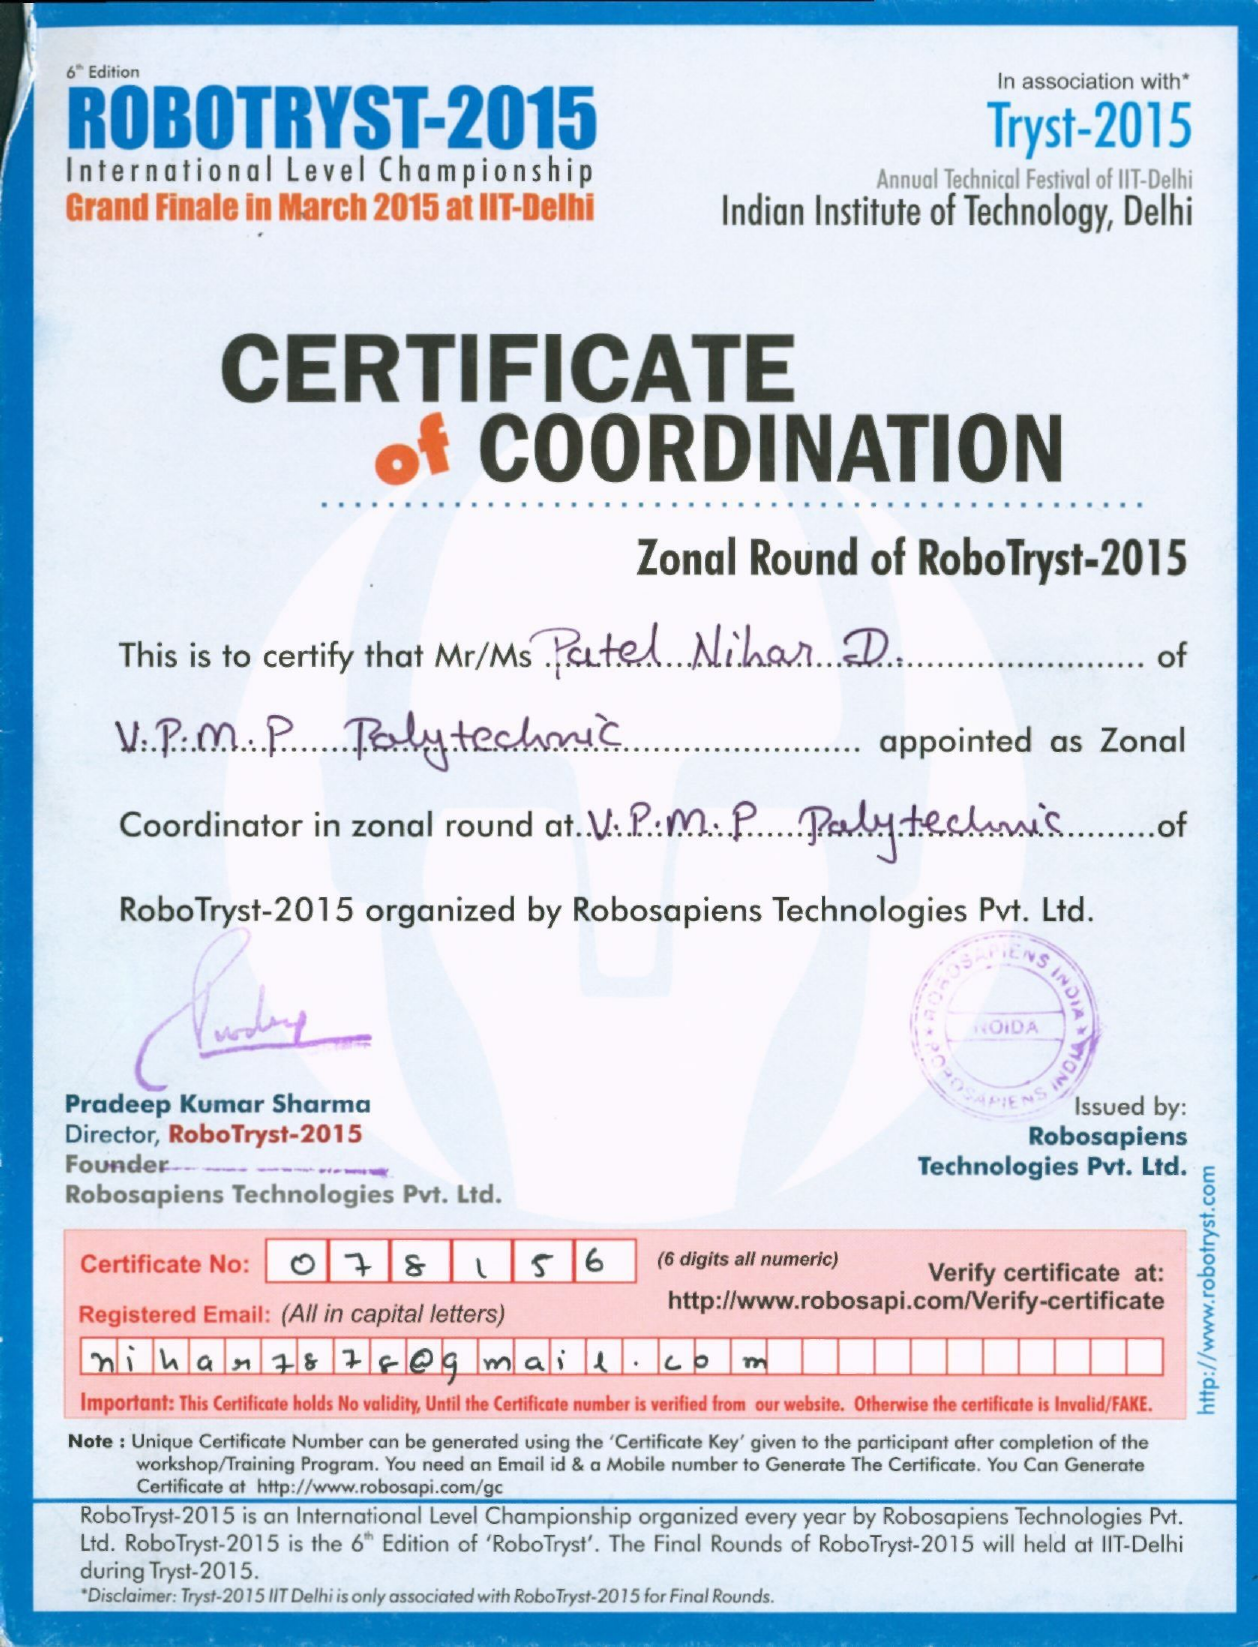 6th Edition
ROBOTRYST-2015
International Level Championship
Grand Finale in March 2015 at IIT-Delhi
In association with*
Tryst-2015
Annual Technical Festival of IIT-Delhi
Indian Institute of Technology, Delhi
CERTIFICATE
of COORDINATION
Zonal Round of RoboTryst-2015
This is to certify that Mr/Ms Patel Nihar D. of
V.P.M.P Polytechnic appointed as Zonal
Coordinator in zonal round at V.P.M.P Polytechnic of
RoboTryst-2015 organized by Robosapiens Technologies Pvt. Ltd.
ROBOSAPIENS INDIA
NOIDA
ROBOSAPIENS INDIA
Pradeep Kumar Sharma
Director, RoboTryst-2015
Founder
Robosapiens Technologies Pvt. Ltd.
Issued by:
Robosapiens
Technologies Pvt. Ltd.
http://www.robotryst.com
Certificate No: 078156 (6 digits all numeric)
Verify certificate at:
http://www.robosapi.com/Verify-certificate
Registered Email: (All in capital letters)
nihar7878@gmail.com
Important: This Certificate holds No validity, Until the Certificate number is verified from our website. Otherwise the certificate is Invalid/FAKE.
Note : Unique Certificate Number can be generated using the 'Certificate Key' given to the participant after completion of the
workshop/Training Program. You need an Email id & a Mobile number to Generate The Certificate. You Can Generate
Certificate at http://www.robosapi.com/gc
RoboTryst-2015 is an International Level Championship organized every year by Robosapiens Technologies Pvt.
Ltd. RoboTryst-2015 is the 6th Edition of 'RoboTryst'. The Final Rounds of RoboTryst-2015 will held at IIT-Delhi
during Tryst-2015.
*Disclaimer: Tryst-2015 IIT Delhi is only associated with RoboTryst-2015 for Final Rounds.